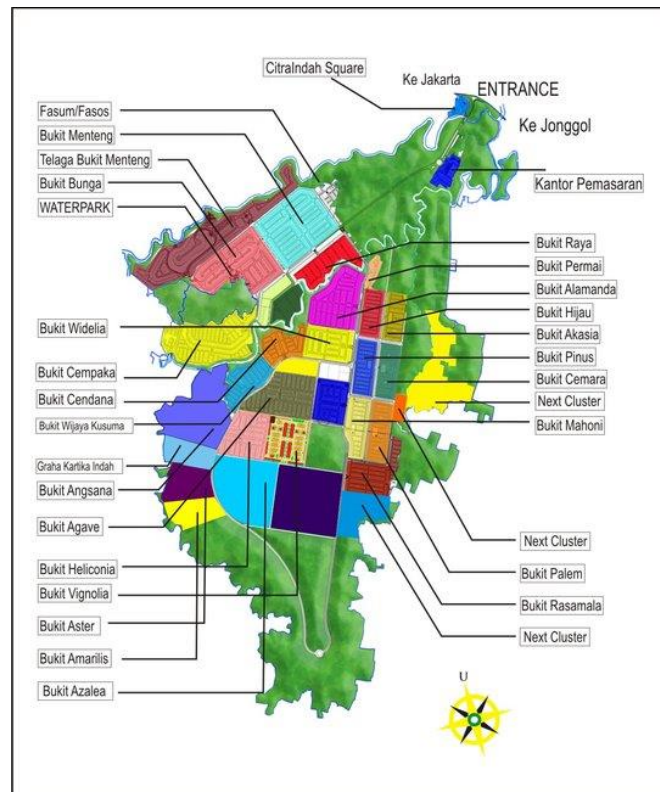 CitraIndah Square
Ke Jakarta
ENTRANCE
Ke Jonggol
Kantor Pemasaran
Fasum/Fasos
Bukit Menteng
Telaga Bukit Menteng
Bukit Bunga
WATERPARK
Bukit Widelia
Bukit Cempaka
Bukit Cendana
Bukit Wijaya Kusuma
Graha Kartika Indah
Bukit Angsana
Bukit Agave
Bukit Heliconia
Bukit Vignolia
Bukit Aster
Bukit Amarilis
Bukit Azalea
Bukit Raya
Bukit Permai
Bukit Alamanda
Bukit Hijau
Bukit Akasia
Bukit Pinus
Bukit Cemara
Next Cluster
Bukit Mahoni
Next Cluster
Bukit Palem
Bukit Rasamala
Next Cluster
U